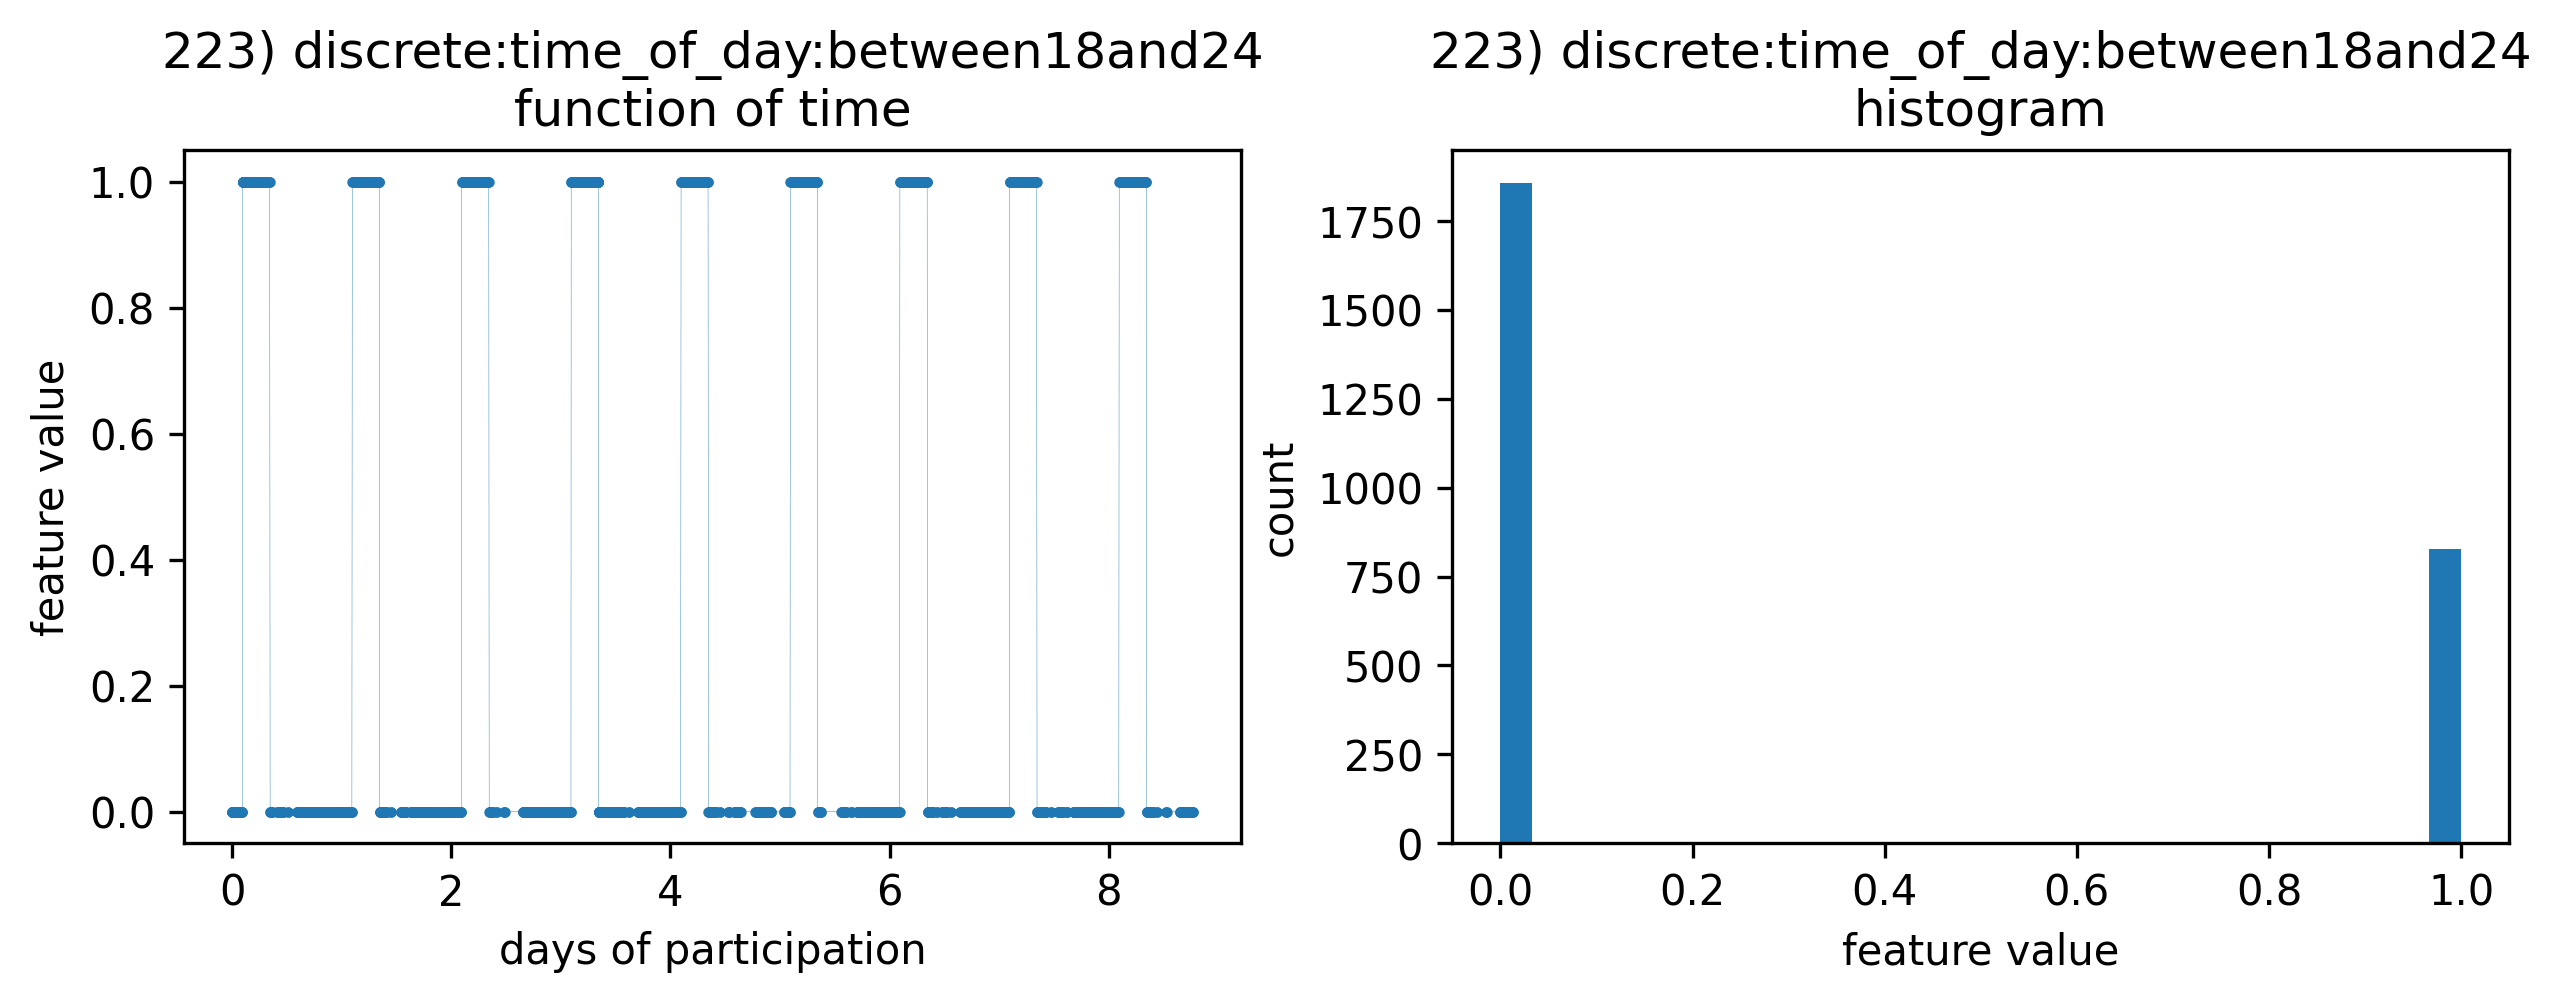 223) discrete:time_of_day:between18and24
function of time
1.0
0.8
0.6
0.4
0.2
0.0
feature value
0 2 4 6 8
days of participation
223) discrete:time_of_day:between18and24
histogram
1750
1500
1250
1000
750
500
250
0
count
0.0 0.2 0.4 0.6 0.8 1.0
feature value